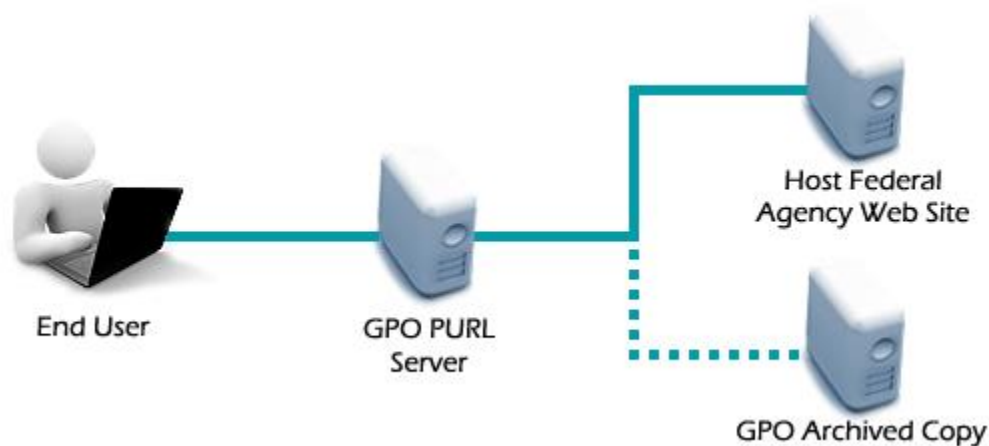 End User
GPO PURL
Server
Host Federal
Agency Web Site
GPO Archived Copy